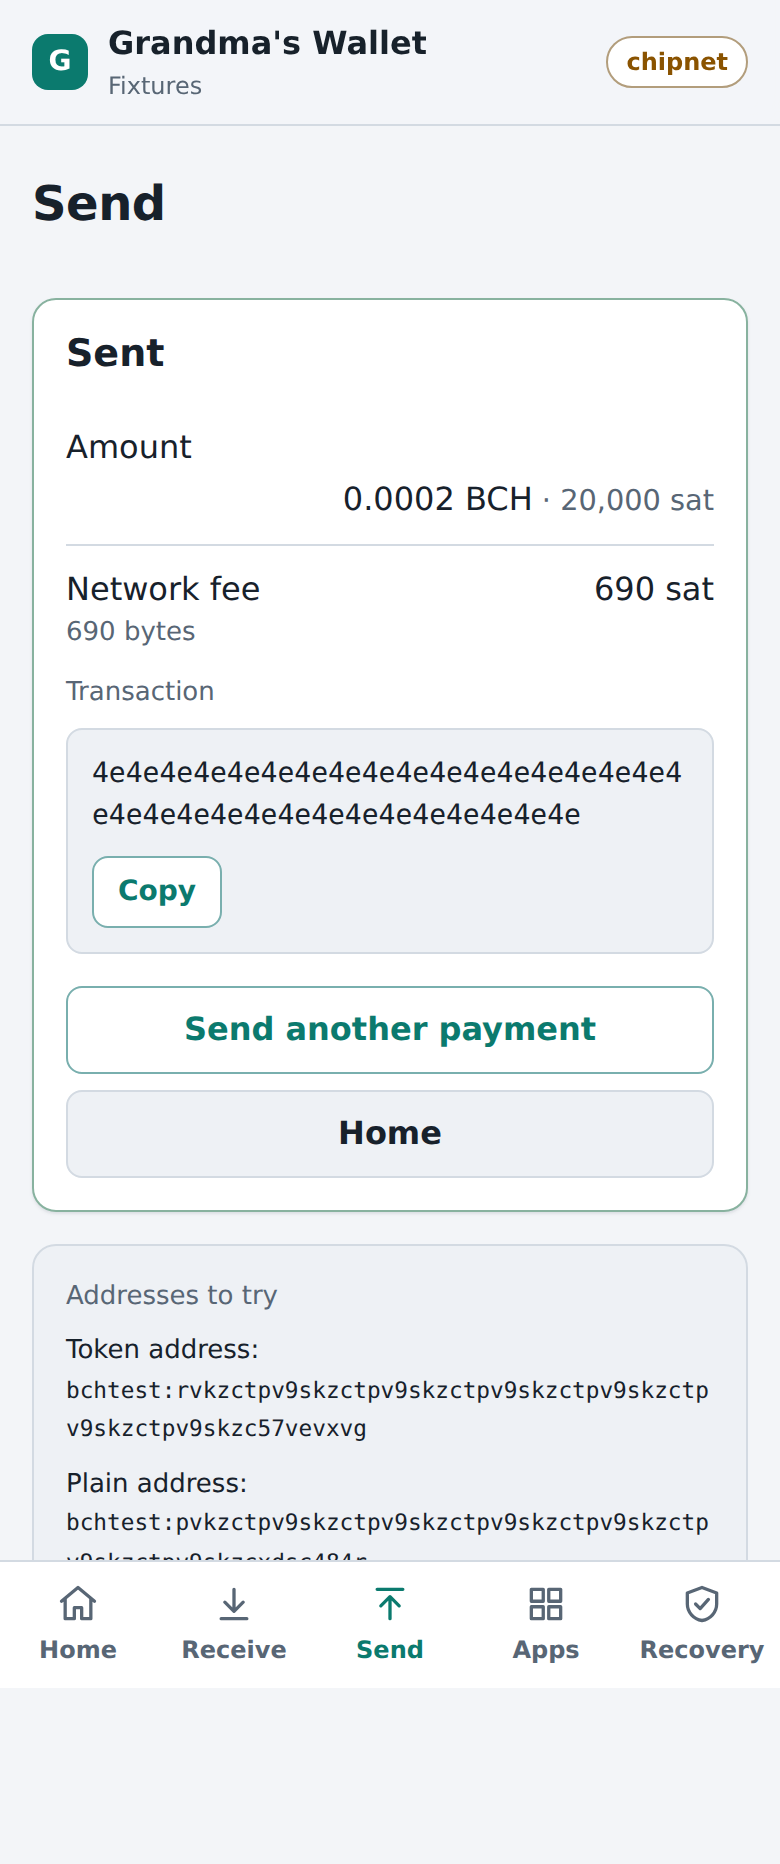 G
Grandma's Wallet
Fixtures
chipnet
Send
Sent
Amount
0.0002 BCH · 20,000 sat
Network fee
690 sat
690 bytes
Transaction
4e4e4e4e4e4e4e4e4e4e4e4e4e4e4e4e4e4
e4e4e4e4e4e4e4e4e4e4e4e4e4e4e
Copy
Send another payment
Home
Addresses to try
Token address:
bchtest:rvkzctpv9skzctpv9skzctpv9skzctpv9skzctp
v9skzctpv9skzc57vevxvg
Plain address:
bchtest:pvkzctpv9skzctpv9skzctpv9skzctpv9skzctp
Home
Receive
Send
Apps
Recovery